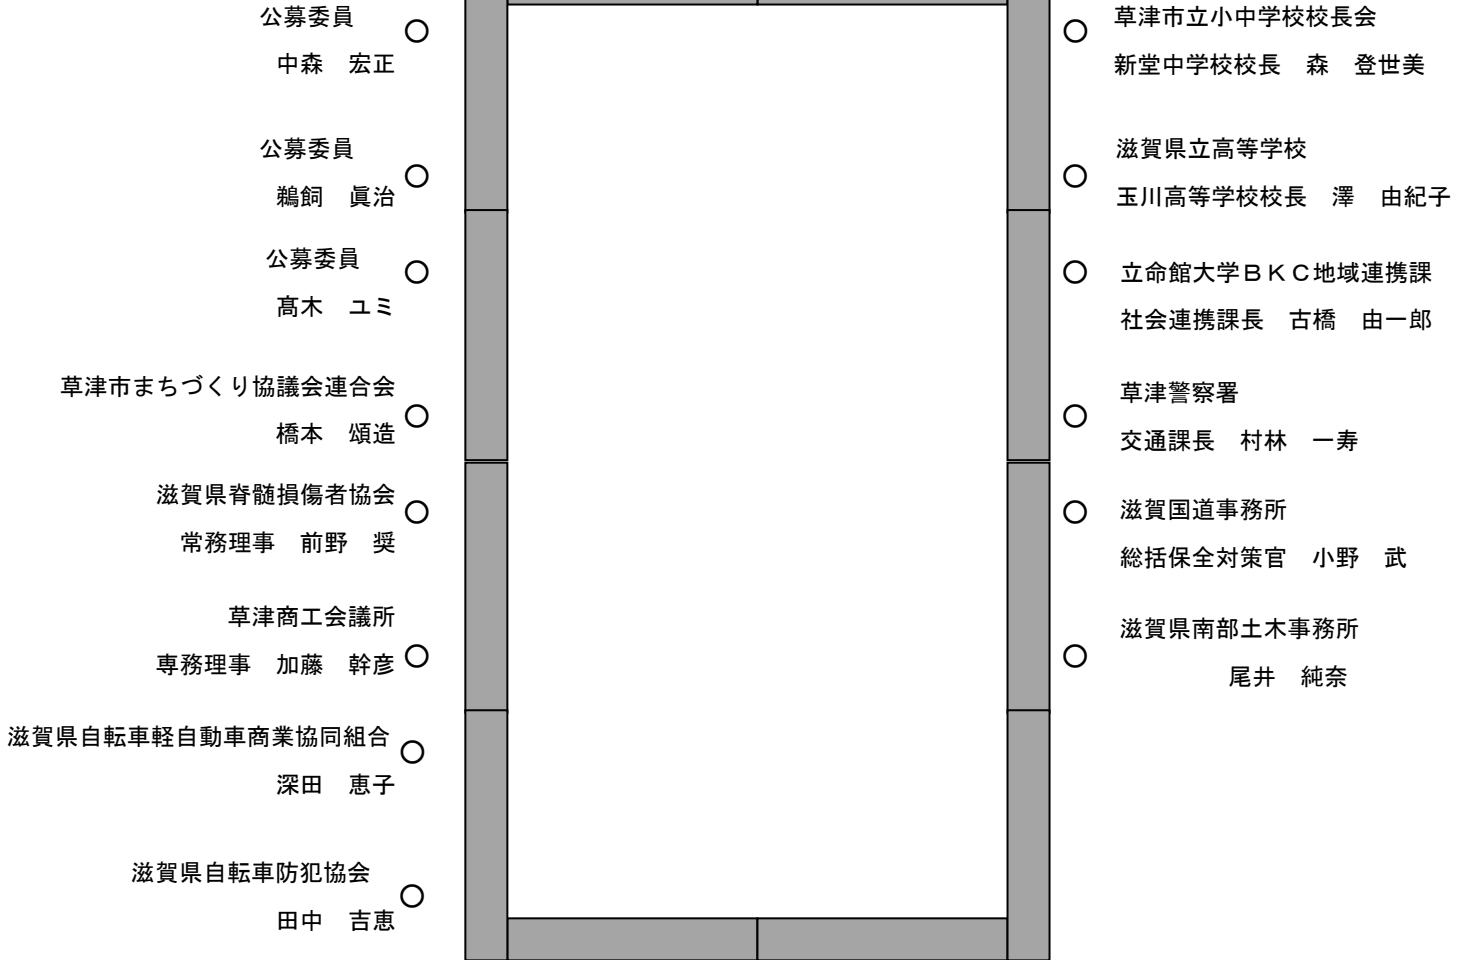 公募委員
中森　宏正
公募委員
鵜飼　眞治
公募委員
髙木　ユミ
草津市まちづくり協議会連合会
橋本　頌造
滋賀県脊髄損傷者協会
常務理事　前野　奨
草津商工会議所
専務理事　加藤　幹彦
滋賀県自転車軽自動車商業協同組合
深田　恵子
滋賀県自転車防犯協会
田中　吉恵
草津市立小中学校校長会
新堂中学校校長　森　登世美
滋賀県立高等学校
玉川高等学校校長　澤　由紀子
立命館大学ＢＫＣ地域連携課
社会連携課長　古橋　由一郎
草津警察署
交通課長　村林　一寿
滋賀国道事務所
総括保全対策官　小野　武
滋賀県南部土木事務所
尾井　純奈